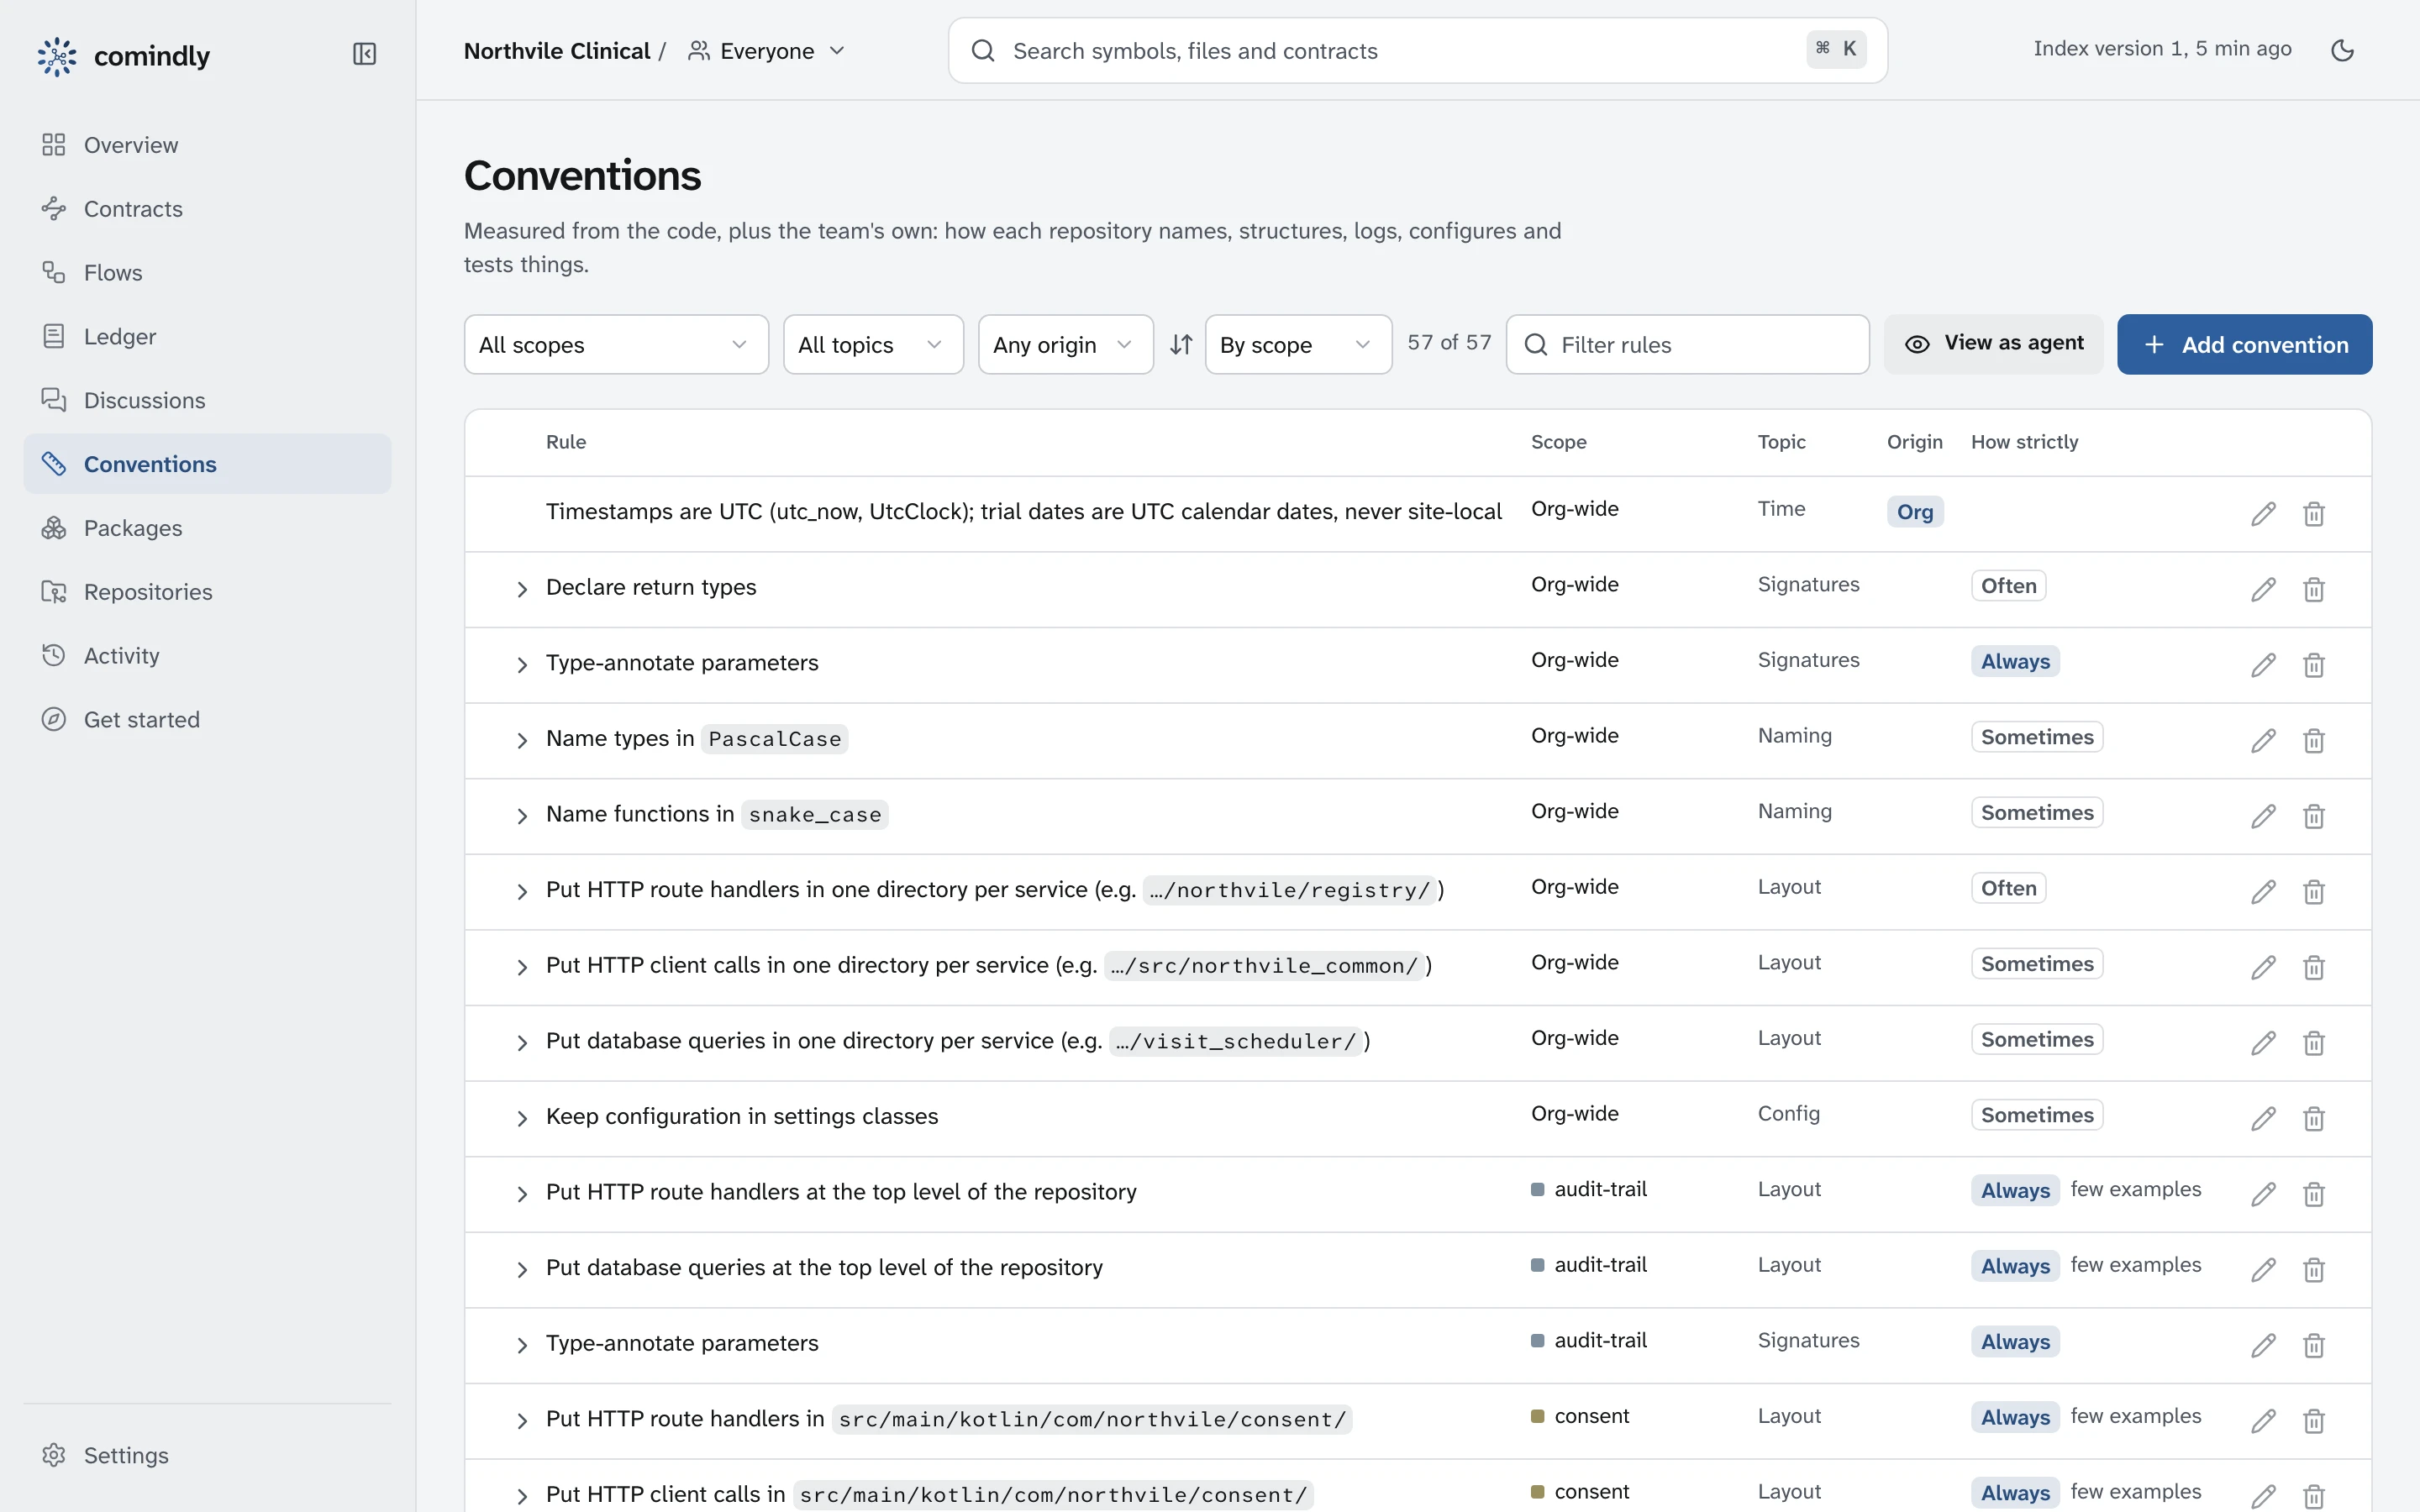 comindly
Northvile Clinical / Everyone
Search symbols, files and contracts
⌘ K
Index version 1, 5 min ago
Overview
Contracts
Flows
Ledger
Discussions
Conventions
Packages
Repositories
Activity
Get started
Settings
Conventions
Measured from the code, plus the team's own: how each repository names, structures, logs, configures and
tests things.
All scopes
All topics
Any origin
By scope
57 of 57
Filter rules
View as agent
Add convention
Rule Scope Topic Origin How strictly
Timestamps are UTC (utc_now, UtcClock); trial dates are UTC calendar dates, never site-local Org-wide Time Org
Declare return types Org-wide Signatures Often
Type-annotate parameters Org-wide Signatures Always
Name types in PascalCase Org-wide Naming Sometimes
Name functions in snake_case Org-wide Naming Sometimes
Put HTTP route handlers in one directory per service (e.g. …/northvile/registry/) Org-wide Layout Often
Put HTTP client calls in one directory per service (e.g. …/src/northvile_common/) Org-wide Layout Sometimes
Put database queries in one directory per service (e.g. …/visit_scheduler/) Org-wide Layout Sometimes
Keep configuration in settings classes Org-wide Config Sometimes
Put HTTP route handlers at the top level of the repository audit-trail Layout Always few examples
Put database queries at the top level of the repository audit-trail Layout Always few examples
Type-annotate parameters audit-trail Signatures Always
Put HTTP route handlers in src/main/kotlin/com/northvile/consent/ consent Layout Always few examples
Put HTTP client calls in src/main/kotlin/com/northvile/consent/ consent Layout Always few examples